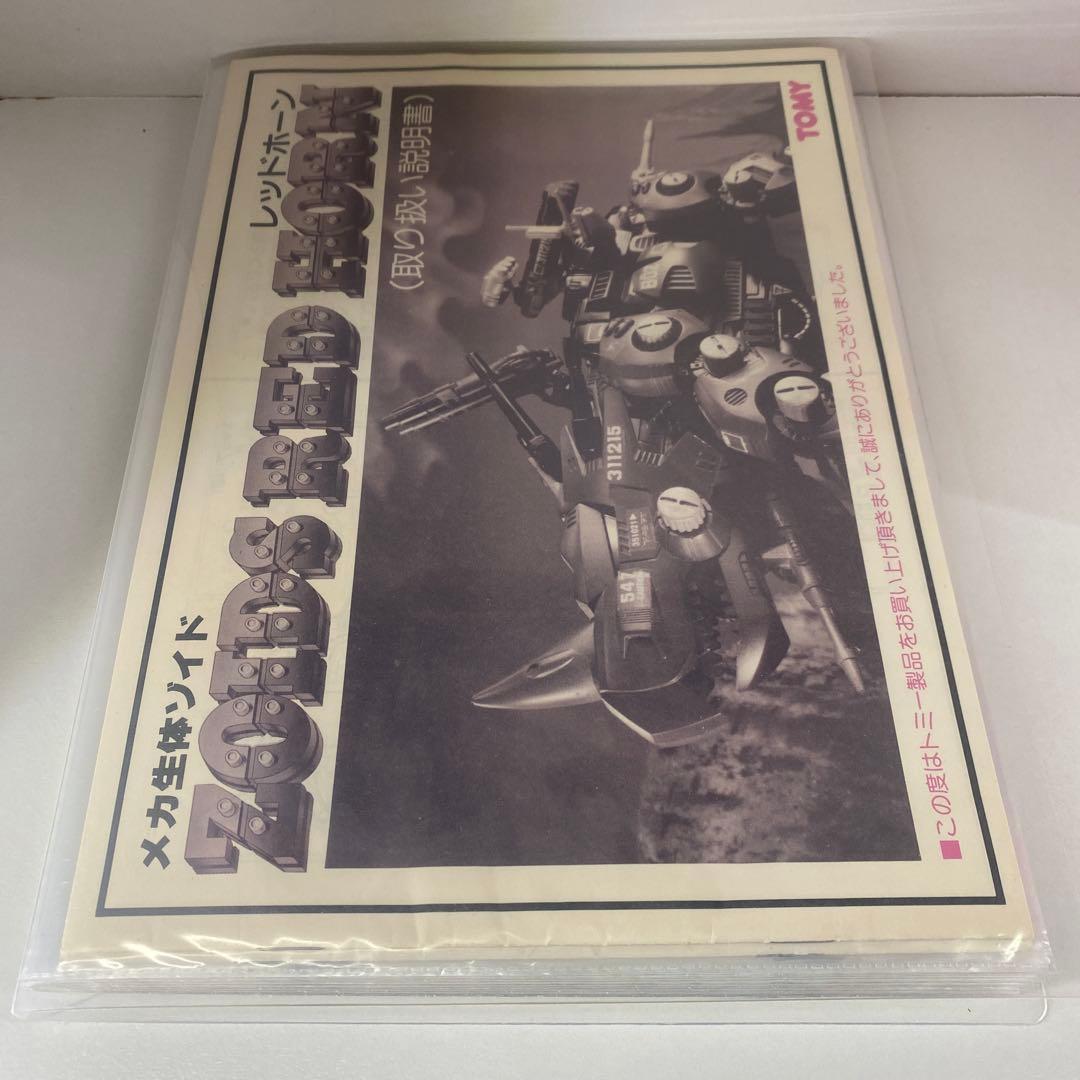 メカ生体ゾイド
レッドホーン
ZOIDS RED HORN
(取り扱い説明書)
311215
351021
547
TOMY
■この度はトミー製品をお買い上げ頂きまして、誠にありがとうございました。